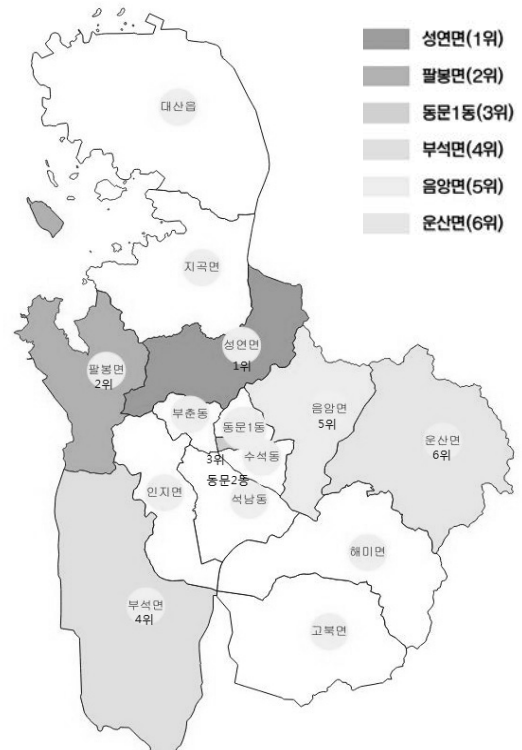 성연면(1위)
팔봉면(2위)
동문1동(3위)
부석면(4위)
음암면(5위)
운산면(6위)
대산읍
지곡면
성연면
1위
팔봉면
2위
부춘동
동문1동
음암면
5위
운산면
6위
3위
수석동
동문2동
인지면
석남동
해미면
부석면
4위
고북면